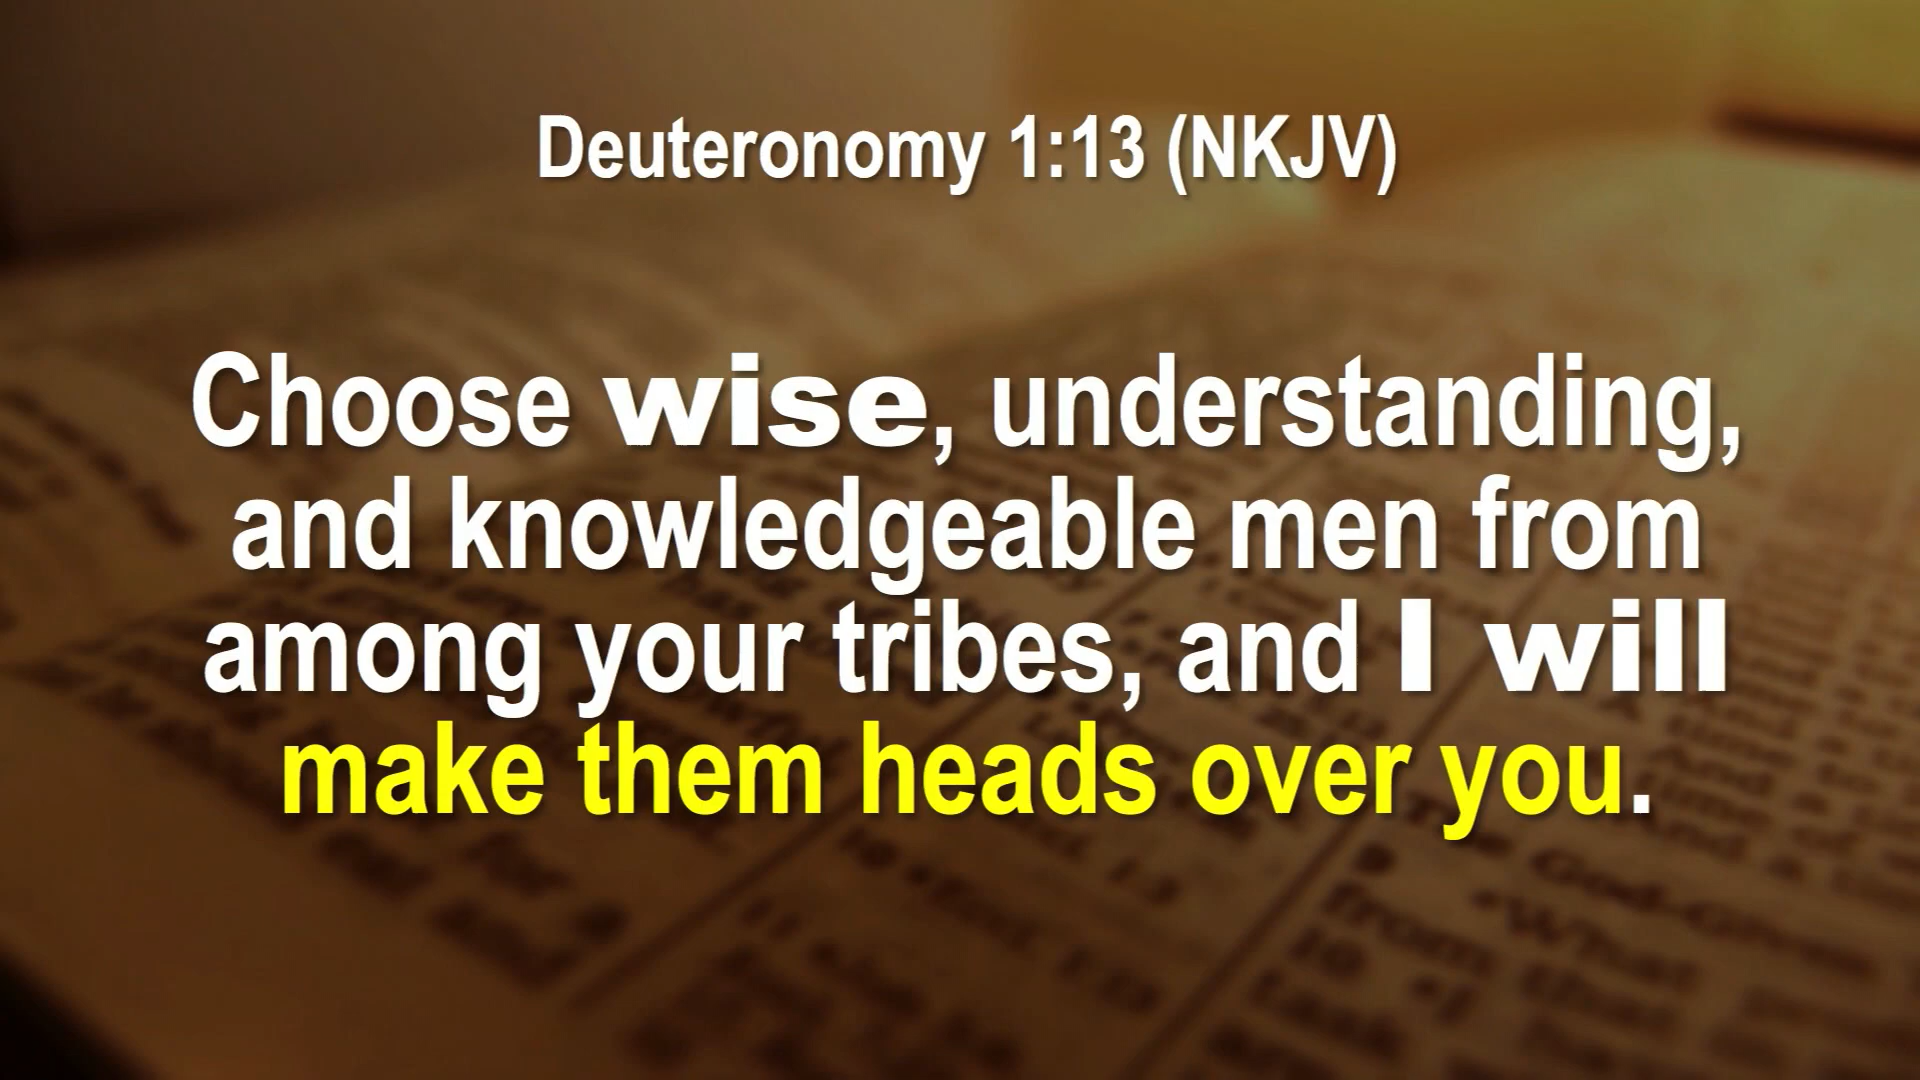 Deuteronomy 1:13 (NKJV)
Choose wise, understanding,
and knowledgeable men from
among your tribes, and I will
make them heads over you.